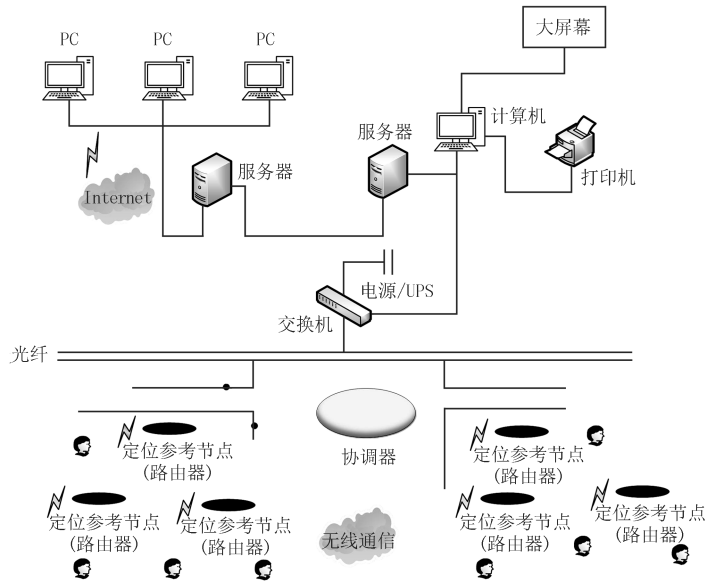 大屏幕
PC
PC
PC
计算机
服务器
服务器
打印机
Internet
电源/UPS
交换机
光纤
定位参考节点
(路由器)
协调器
定位参考节点
(路由器)
定位参考节点
(路由器)
定位参考节点
(路由器)
无线通信
定位参考节点
(路由器)
定位参考节点
(路由器)